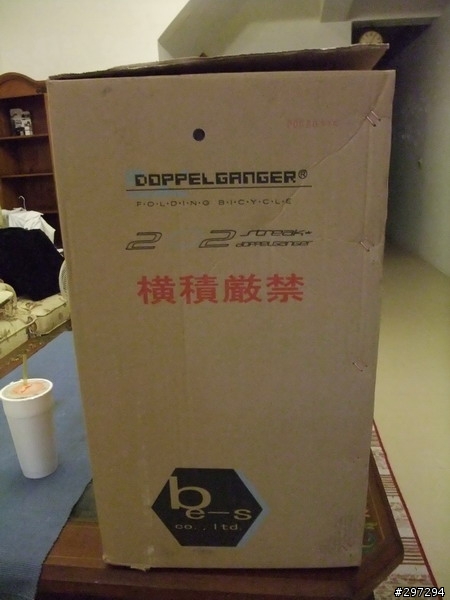 DOPPELGANGER®
FOLDING BICYCLE
202 streak-
doppelganger
横積厳禁
be-s
co.,ltd.
#297294